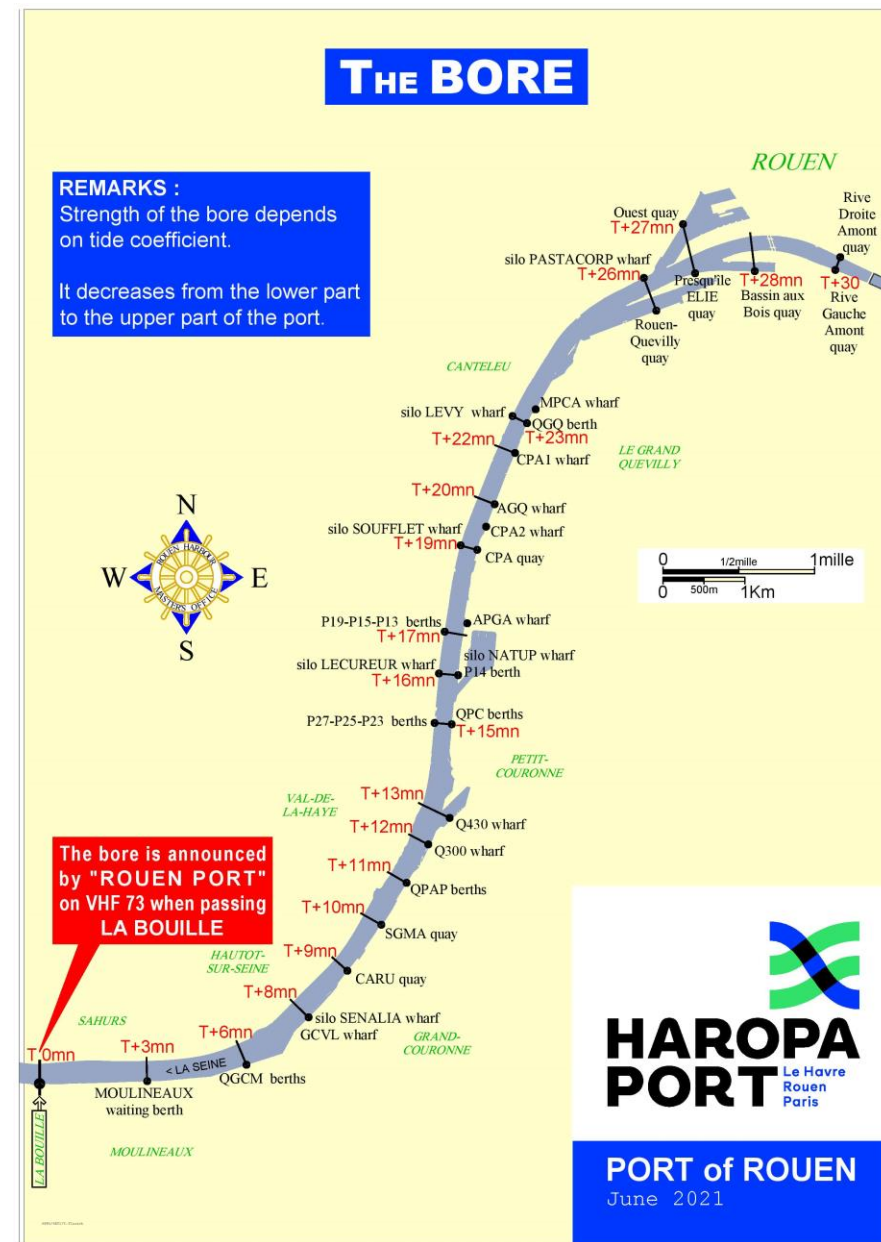 THE BORE
REMARKS :
Strength of the bore depends
on tide coefficient.
It decreases from the lower part
to the upper part of the port.
ROUEN
Rive
Droite
Amont
quay
Ouest quay
T+27mn
silo PASTACORP wharf
T+26mn
Presqu'île
ELIE
quay
T+28mn
Bassin aux
Bois quay
T+30
Rive
Gauche
Amont
quay
Rouen-
Quevilly
quay
CANTELEU
MPCA wharf
silo LEVY wharf
QGQ berth
T+23mn
T+22mn
CPA1 wharf
LE GRAND
QUEVILLY
T+20mn
AGQ wharf
CPA2 wharf
silo SOUFFLET wharf
T+19mn
CPA quay
N
W
E
S
ROUEN HARBOUR
MASTER'S OFFICE
0 1/2mille 1mille
0 500m 1Km
P19-P15-P13 berths
APGA wharf
T+17mn
silo NATUP wharf
silo LECUREUR wharf
P14 berth
T+16mn
P27-P25-P23 berths
QPC berths
T+15mn
PETIT-
COURONNE
VAL-DE-
LA-HAYE
T+13mn
Q430 wharf
T+12mn
Q300 wharf
T+11mn
QPAP berths
T+10mn
SGMA quay
The bore is announced
by "ROUEN PORT"
on VHF 73 when passing
LA BOUILLE
HAUTOT-
SUR-SEINE
T+9mn
CARU quay
T+8mn
silo SENALIA wharf
GCVL wharf
GRAND-
COURONNE
SAHURS
T+6mn
T+3mn
T 0mn
< LA SEINE
QGCM berths
MOULINEAUX
waiting berth
LA BOUILLE
MOULINEAUX
HAROPA
PORT
Le Havre
Rouen
Paris
PORT of ROUEN
June 2021